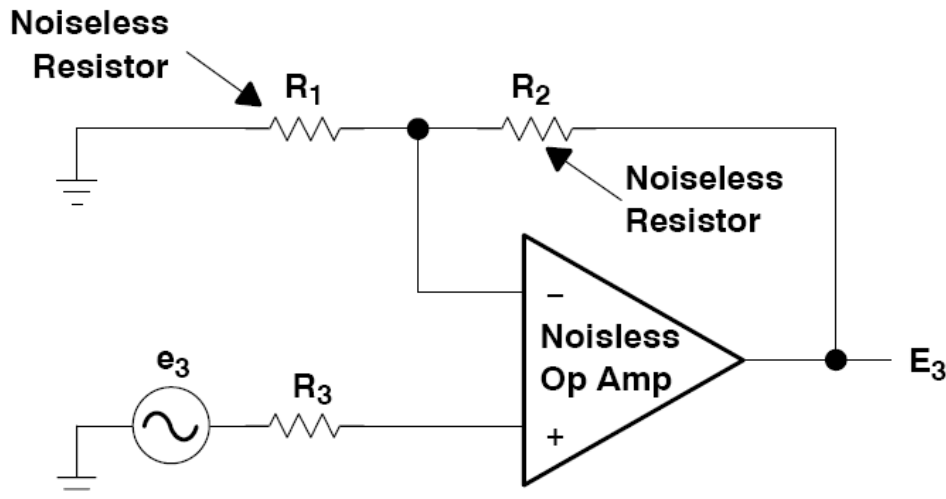 Noiseless
Resistor
R1
R2
Noiseless
Resistor
−
Noisless
Op Amp
+
E3
e3
R3